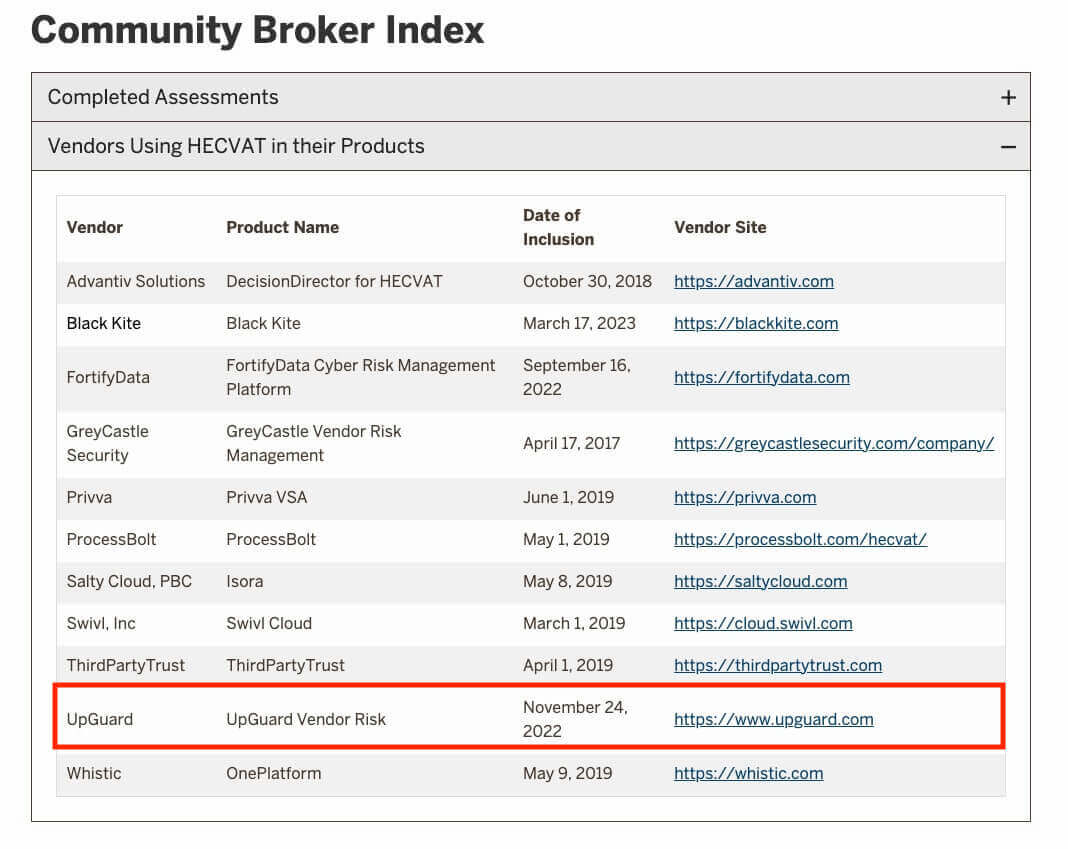 Community Broker Index
Completed Assessments +
Vendors Using HECVAT in their Products −
Vendor Product Name Date of Inclusion Vendor Site
Advantiv Solutions DecisionDirector for HECVAT October 30, 2018 https://advantiv.com
Black Kite Black Kite March 17, 2023 https://blackkite.com
FortifyData FortifyData Cyber Risk Management Platform September 16, 2022 https://fortifydata.com
GreyCastle Security GreyCastle Vendor Risk Management April 17, 2017 https://greycastlesecurity.com/company/
Privva Privva VSA June 1, 2019 https://privva.com
ProcessBolt ProcessBolt May 1, 2019 https://processbolt.com/hecvat/
Salty Cloud, PBC Isora May 8, 2019 https://saltycloud.com
Swivl, Inc Swivl Cloud March 1, 2019 https://cloud.swivl.com
ThirdPartyTrust ThirdPartyTrust April 1, 2019 https://thirdpartytrust.com
UpGuard UpGuard Vendor Risk November 24, 2022 https://www.upguard.com
Whistic OnePlatform May 9, 2019 https://whistic.com